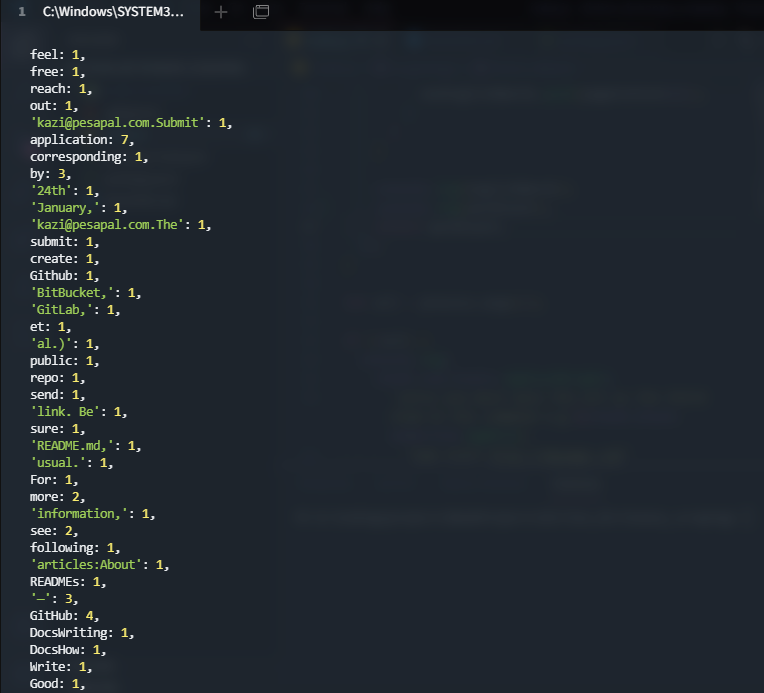 1 C:\Windows\SYSTEM3...
feel: 1,
free: 1,
reach: 1,
out: 1,
'kazi@pesapal.com.Submit': 1,
application: 7,
corresponding: 1,
by: 3,
'24th': 1,
'January,': 1,
'kazi@pesapal.com.The': 1,
submit: 1,
create: 1,
Github: 1,
'BitBucket,': 1,
'GitLab,': 1,
et: 1,
'al.)': 1,
public: 1,
repo: 1,
send: 1,
'link. Be': 1,
sure: 1,
'README.md,': 1,
'usual.': 1,
For: 1,
more: 2,
'information,': 1,
see: 2,
following: 1,
'articles:About': 1,
READMEs: 1,
'—': 3,
GitHub: 4,
DocsWriting: 1,
DocsHow: 1,
Write: 1,
Good: 1,